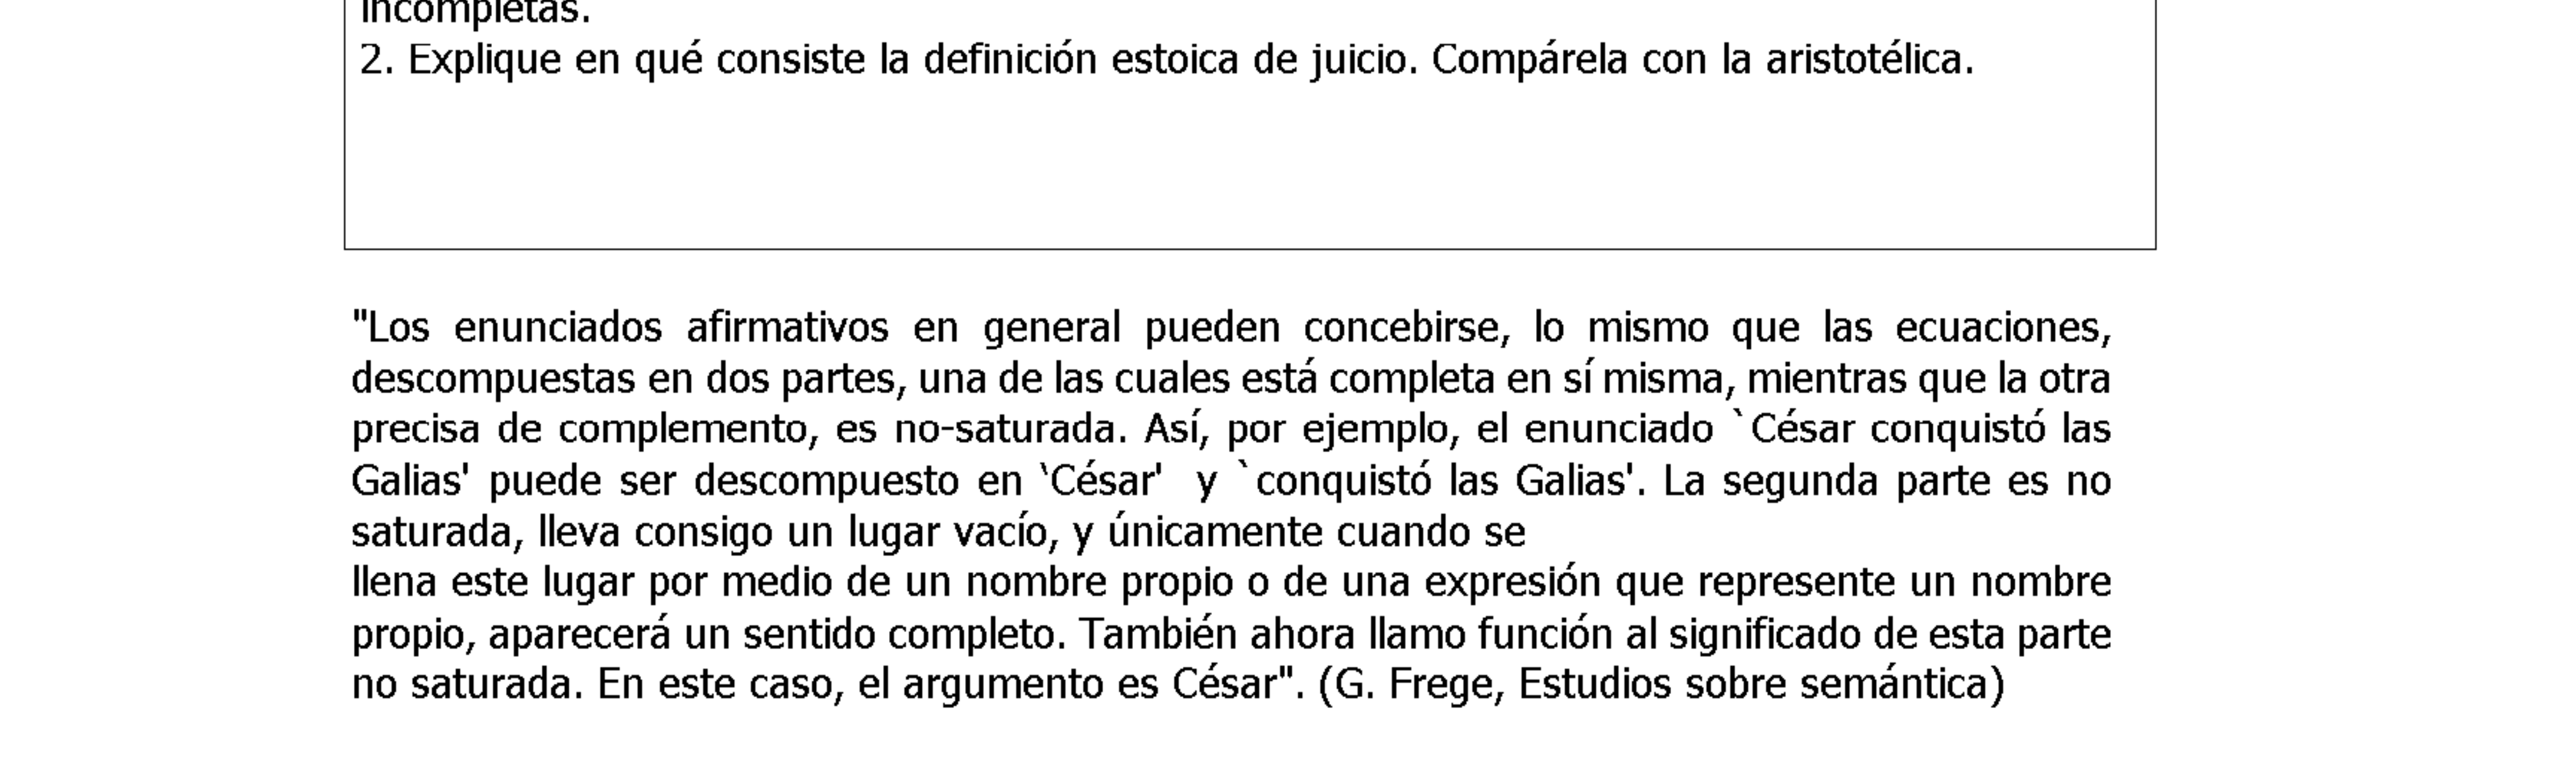 incompletas.
2. Explique en qué consiste la definición estoica de juicio. Compárela con la aristotélica.
"Los enunciados afirmativos en general pueden concebirse, lo mismo que las ecuaciones,
descompuestas en dos partes, una de las cuales está completa en sí misma, mientras que la otra
precisa de complemento, es no-saturada. Así, por ejemplo, el enunciado `César conquistó las
Galias' puede ser descompuesto en ‘César' y `conquistó las Galias'. La segunda parte es no
saturada, lleva consigo un lugar vacío, y únicamente cuando se
llena este lugar por medio de un nombre propio o de una expresión que represente un nombre
propio, aparecerá un sentido completo. También ahora llamo función al significado de esta parte
no saturada. En este caso, el argumento es César". (G. Frege, Estudios sobre semántica)